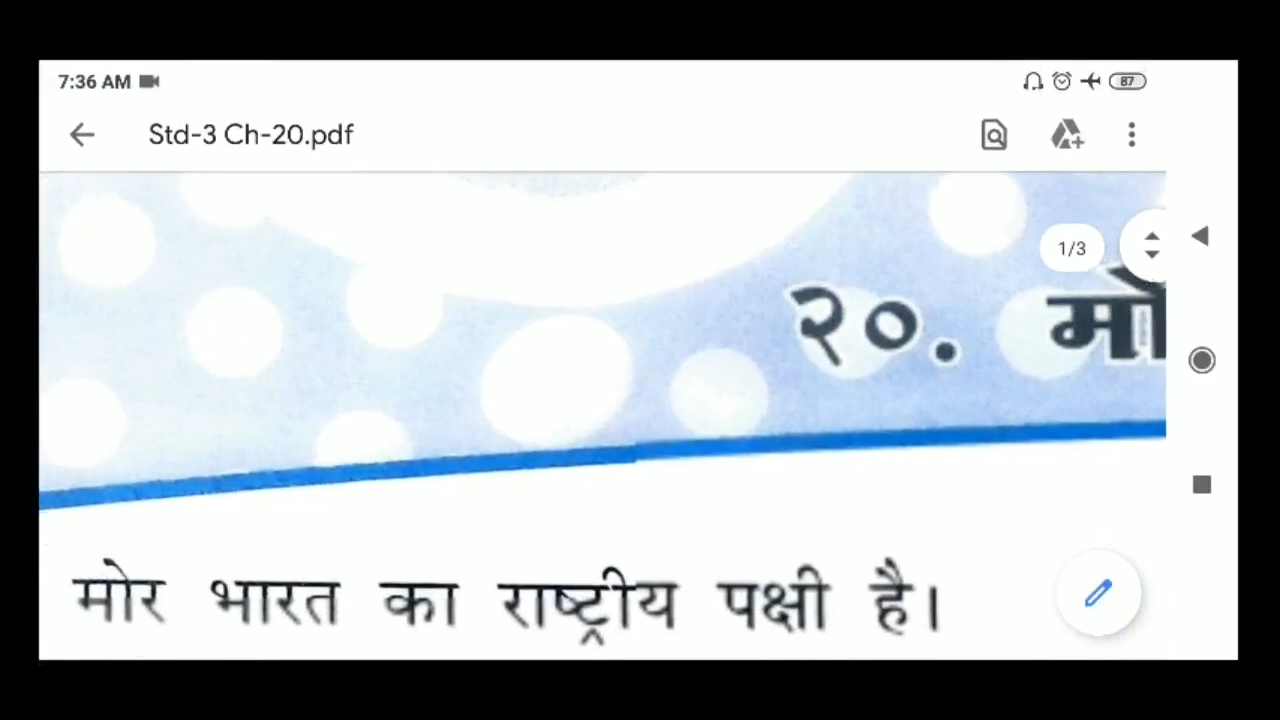 7:36 AM
87
Std-3 Ch-20.pdf
1/3
२०.
मोर भारत का राष्ट्रीय पक्षी है।